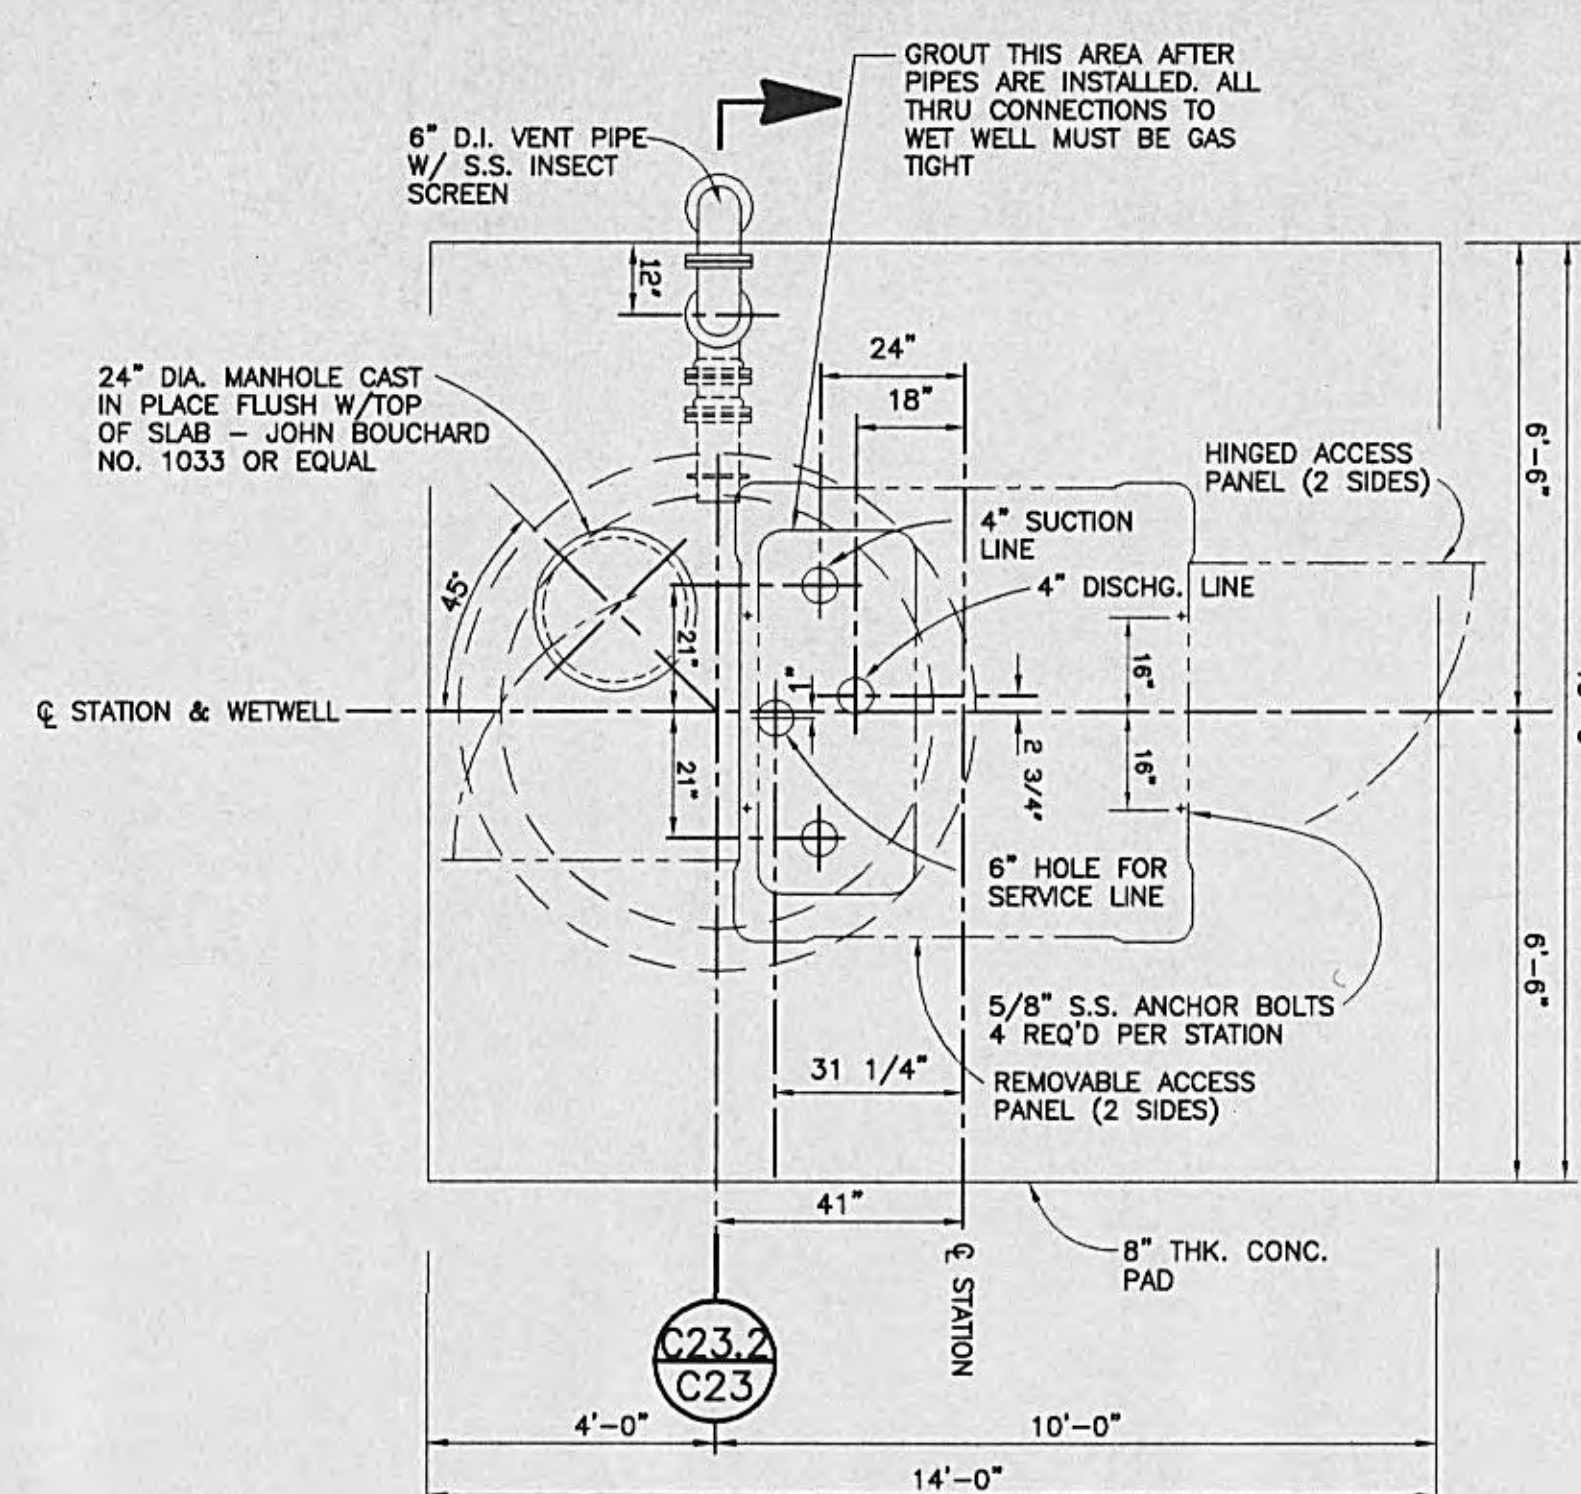 GROUT THIS AREA AFTER
PIPES ARE INSTALLED. ALL
THRU CONNECTIONS TO
WET WELL MUST BE GAS
TIGHT
6" D.I. VENT PIPE
W/ S.S. INSECT
SCREEN
12"
24" DIA. MANHOLE CAST
IN PLACE FLUSH W/TOP
OF SLAB – JOHN BOUCHARD
NO. 1033 OR EQUAL
24"
18"
HINGED ACCESS
PANEL (2 SIDES)
6'-6"
4" SUCTION
LINE
4" DISCHG. LINE
45°
21"
1"
16"
℄ STATION & WETWELL
21"
2 3/4"
16"
6" HOLE FOR
SERVICE LINE
6'-6"
5/8" S.S. ANCHOR BOLTS
4 REQ'D PER STATION
31 1/4"
REMOVABLE ACCESS
PANEL (2 SIDES)
41"
℄ STATION
8" THK. CONC.
PAD
C23.2
C23
4'-0"
10'-0"
14'-0"